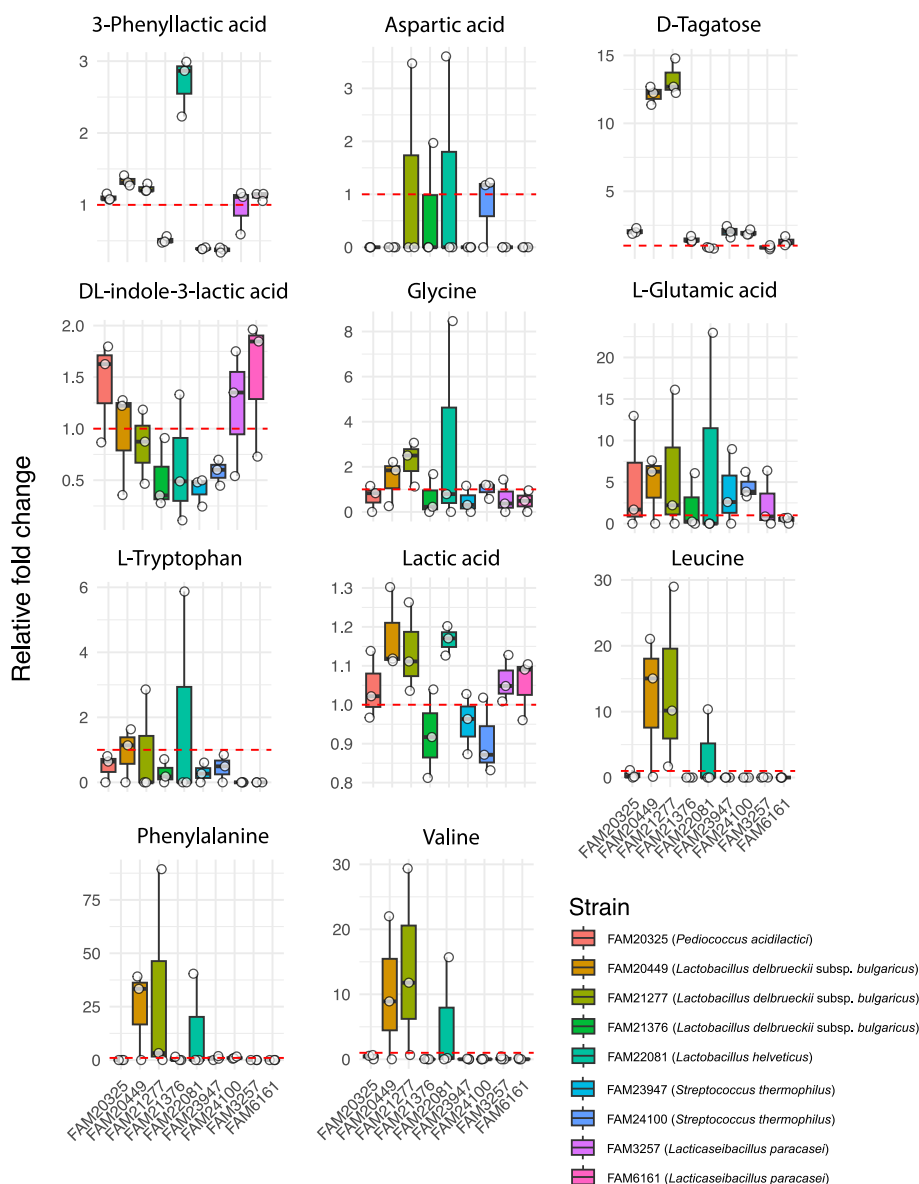 3-Phenyllactic acid
Aspartic acid
D-Tagatose
3
2
1
3
2
1
0
15
10
5
DL-indole-3-lactic acid
Glycine
L-Glutamic acid
2.0
1.5
1.0
0.5
8
6
4
2
0
20
15
10
5
0
Relative fold change
L-Tryptophan
Lactic acid
Leucine
6
4
2
0
1.3
1.2
1.1
1.0
0.9
0.8
30
20
10
0
FAM20325
FAM20449
FAM21277
FAM21376
FAM22081
FAM23947
FAM24100
FAM3257
FAM6161
Phenylalanine
Valine
75
50
25
0
30
20
10
0
FAM20325
FAM20449
FAM21277
FAM21376
FAM22081
FAM23947
FAM24100
FAM3257
FAM6161
FAM20325
FAM20449
FAM21277
FAM21376
FAM22081
FAM23947
FAM24100
FAM3257
FAM6161
Strain
FAM20325 (Pediococcus acidilactici)
FAM20449 (Lactobacillus delbrueckii subsp. bulgaricus)
FAM21277 (Lactobacillus delbrueckii subsp. bulgaricus)
FAM21376 (Lactobacillus delbrueckii subsp. bulgaricus)
FAM22081 (Lactobacillus helveticus)
FAM23947 (Streptococcus thermophilus)
FAM24100 (Streptococcus thermophilus)
FAM3257 (Lacticaseibacillus paracasei)
FAM6161 (Lacticaseibacillus paracasei)